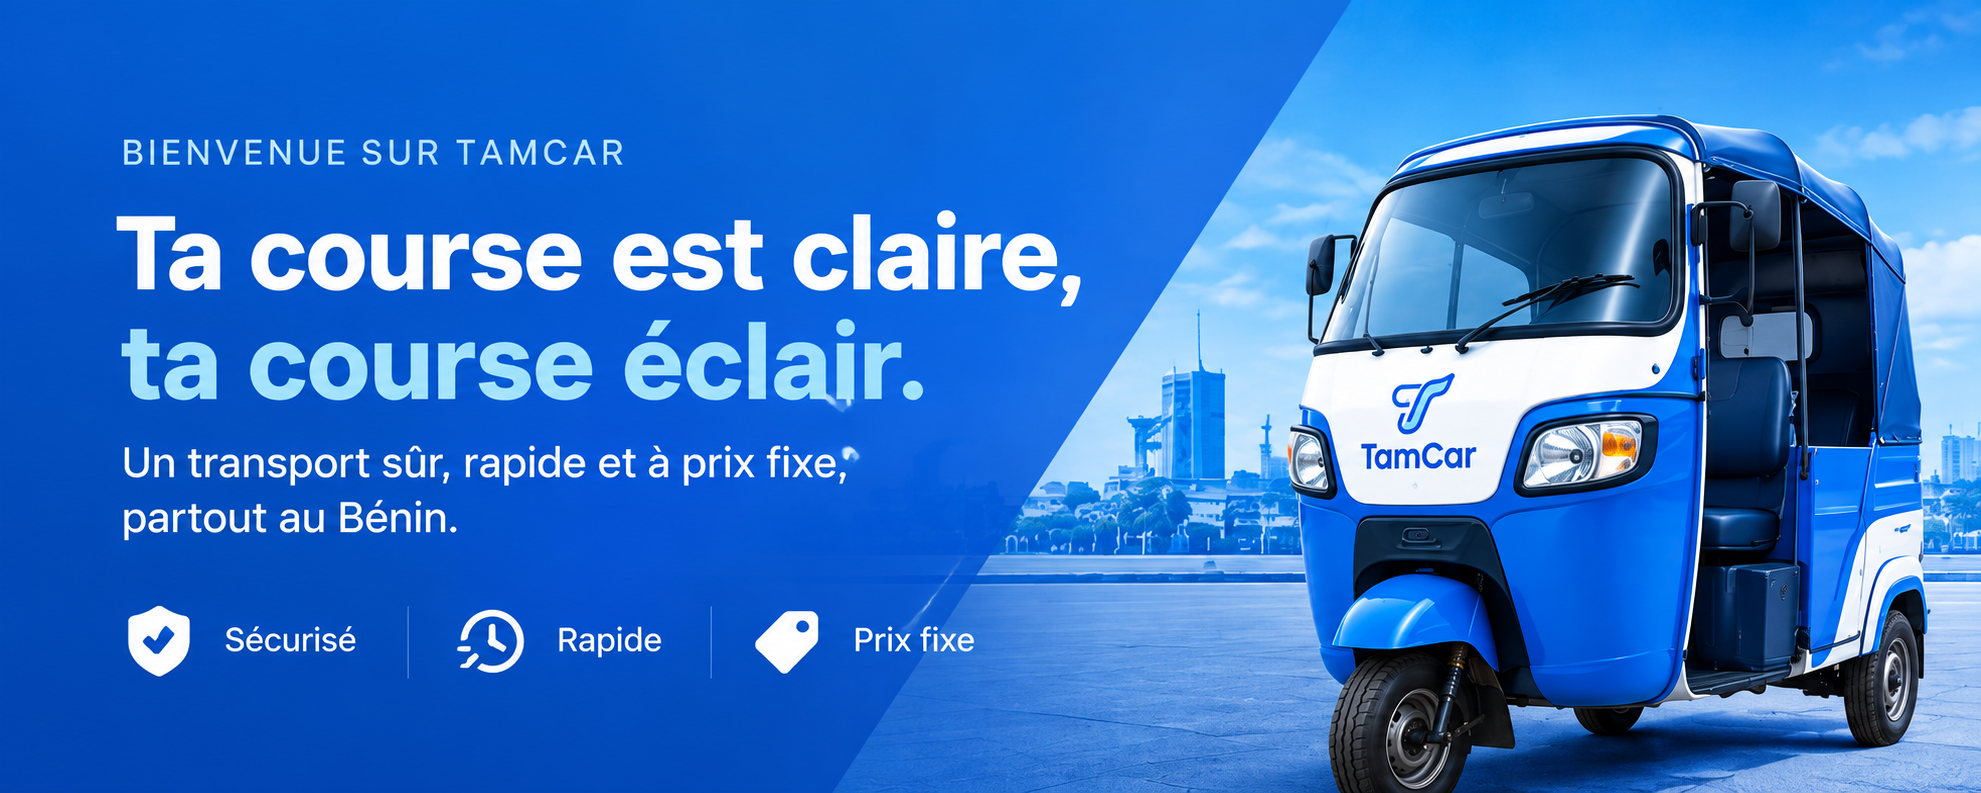 BIENVENUE SUR TAMCAR
Ta course est claire,
ta course éclair.
Un transport sûr, rapide et à prix fixe,
partout au Bénin.
Sécurisé
Rapide
Prix fixe
TamCar